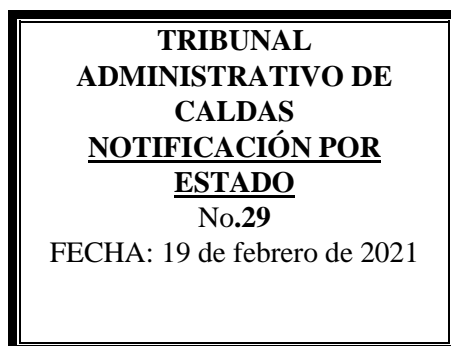 TRIBUNAL
ADMINISTRATIVO DE
CALDAS
NOTIFICACIÓN POR
ESTADO
No.29
FECHA: 19 de febrero de 2021